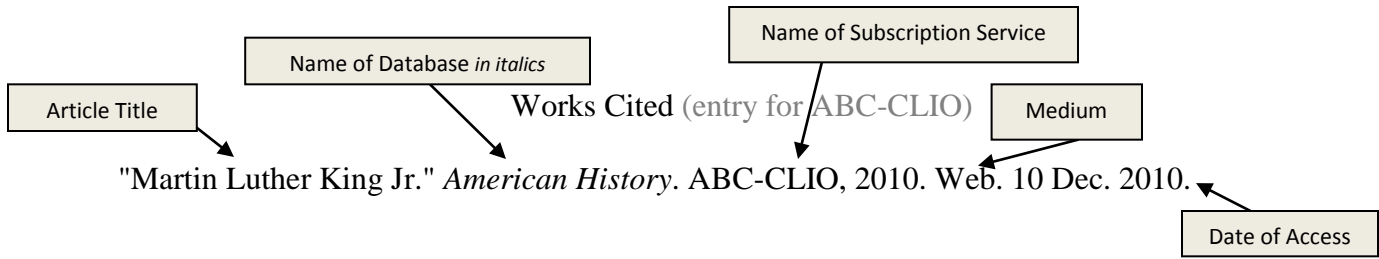 Name of Subscription Service
Name of Database in italics
Article Title
Works Cited (entry for ABC-CLIO)
Medium
"Martin Luther King Jr." American History. ABC-CLIO, 2010. Web. 10 Dec. 2010.
Date of Access